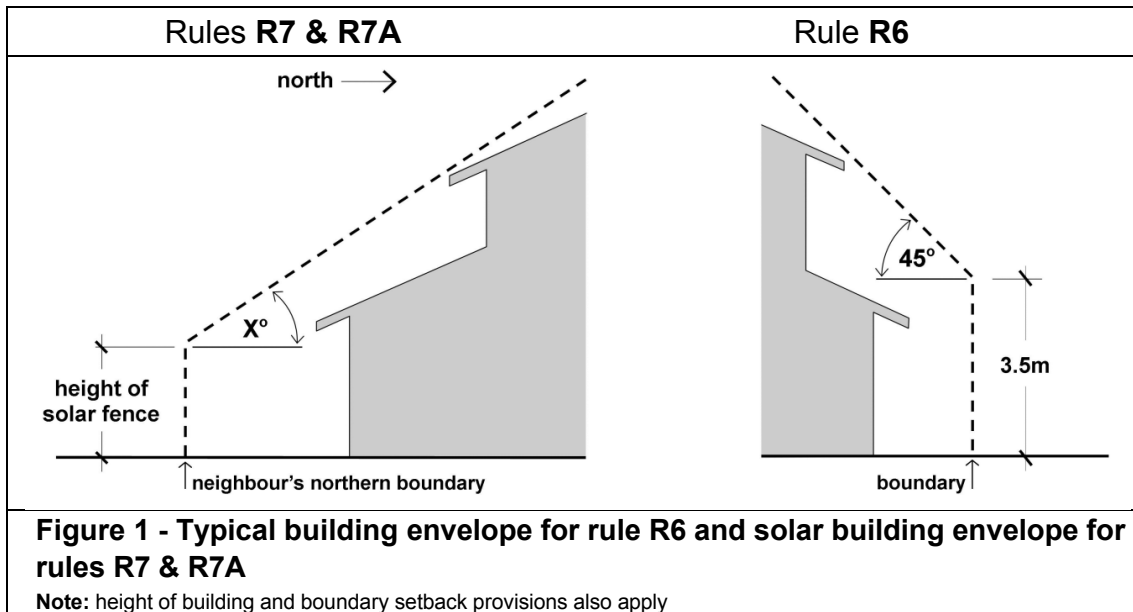 Rules R7 & R7A
Rule R6
north
X°
height of
solar fence
neighbour's northern boundary
45°
3.5m
boundary
Figure 1 - Typical building envelope for rule R6 and solar building envelope for
rules R7 & R7A
Note: height of building and boundary setback provisions also apply